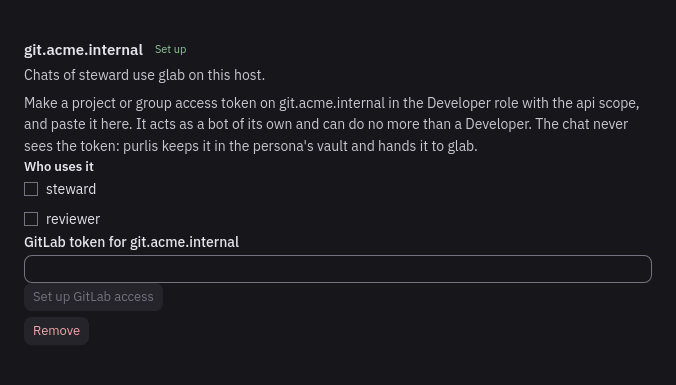 git.acme.internal Set up
Chats of steward use glab on this host.
Make a project or group access token on git.acme.internal in the Developer role with the api scope,
and paste it here. It acts as a bot of its own and can do no more than a Developer. The chat never
sees the token: purlis keeps it in the persona's vault and hands it to glab.
Who uses it
steward
reviewer
GitLab token for git.acme.internal
Set up GitLab access
Remove